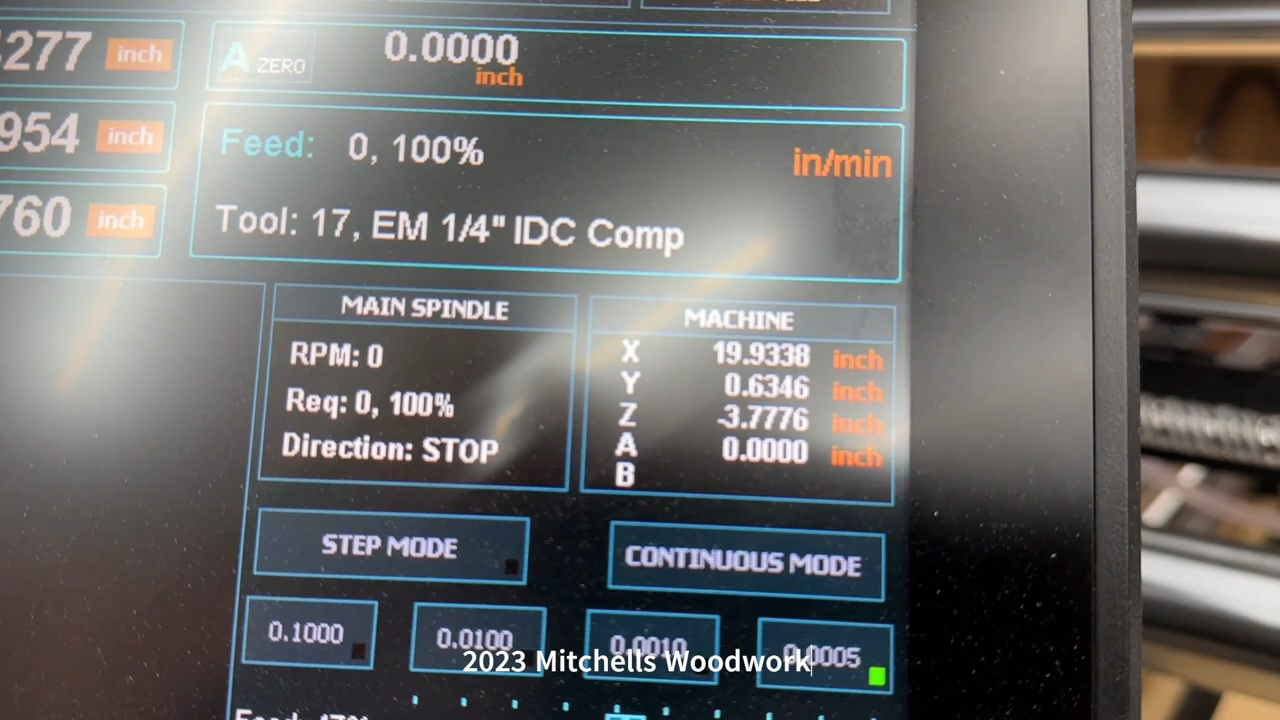 277 inch
A ZERO 0.0000
inch
954 inch
Feed: 0, 100%
in/min
760 inch
Tool: 17, EM 1/4" IDC Comp
MAIN SPINDLE
RPM: 0
Req: 0, 100%
Direction: STOP
MACHINE
X 19.9338 inch
Y 0.6346 inch
Z -3.7776 inch
A 0.0000 inch
B
STEP MODE
CONTINUOUS MODE
0.1000
0.0100
0.0010
0.0005
2023 Mitchells Woodwork